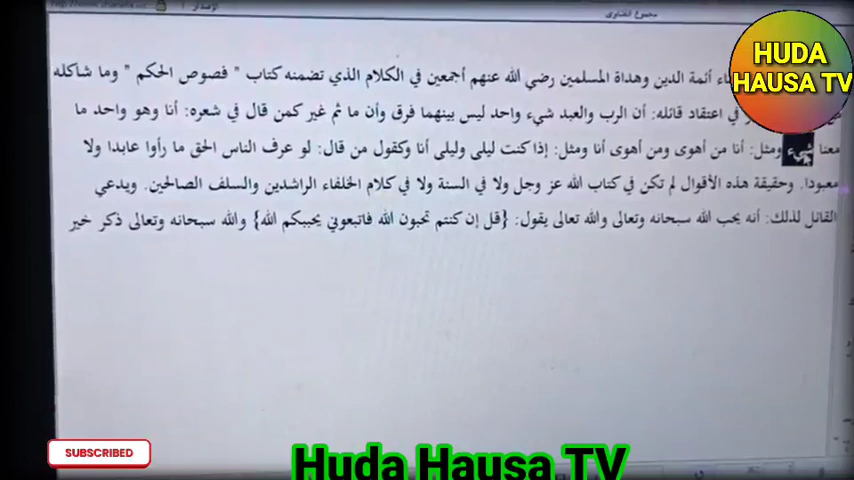 الإصدار
مجموع الفتاوى
HUDA
HAUSA TV
أئمة الدين وهداة المسلمين رضي الله عنهم أجمعين في الكلام الذي تضمنه كتاب " فصوص الحكم " وما شاكله
في اعتقاد قائله: أن الرب والعبد شيء واحد ليس بينهما فرق وأن ما ثم غير كمن قال في شعره: أنا وهو واحد ما
معنا شيء ومثل: أنا من أهوى ومن أهوى أنا ومثل: إذا كنت ليلى وليلى أنا وكقول من قال: لو عرف الناس الحق ما رأوا عابدا ولا
معبودا. وحقيقة هذه الأقوال لم تكن في كتاب الله عز وجل ولا في السنة ولا في كلام الخلفاء الراشدين والسلف الصالحين. ويدعي
القائل لذلك: أنه يحب الله سبحانه وتعالى والله تعالى يقول: {قل إن كنتم تحبون الله فاتبعوني يحببكم الله} والله سبحانه وتعالى ذكر خير
SUBSCRIBED
Huda Hausa TV